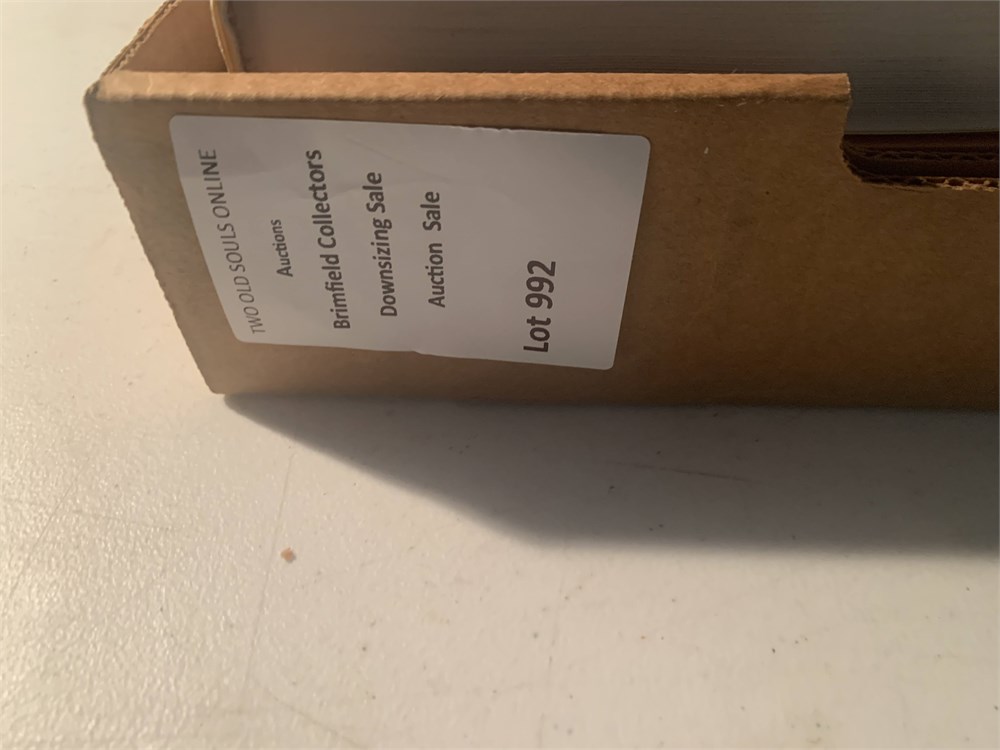 TWO OLD SOULS ONLINE
Auctions
Brimfield Collectors
Downsizing Sale
Auction Sale
Lot 992